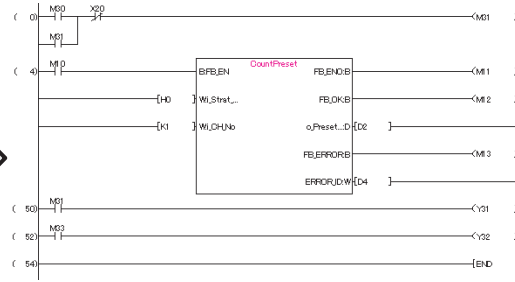 M30 X20
( 0) M31
M31
( 4) M10 CountPreset
B:FB_EN FB_ENO:B M11
[H0 ] Wi_Strat_... FB_OK:B M12
[K1 ] Wi_CH_No o_Preset...:D [D2 ]
FB_ERROR:B M13
ERROR_ID:W [D4 ]
M31
( 50) Y31
M33
( 52) Y32
( 54) [END